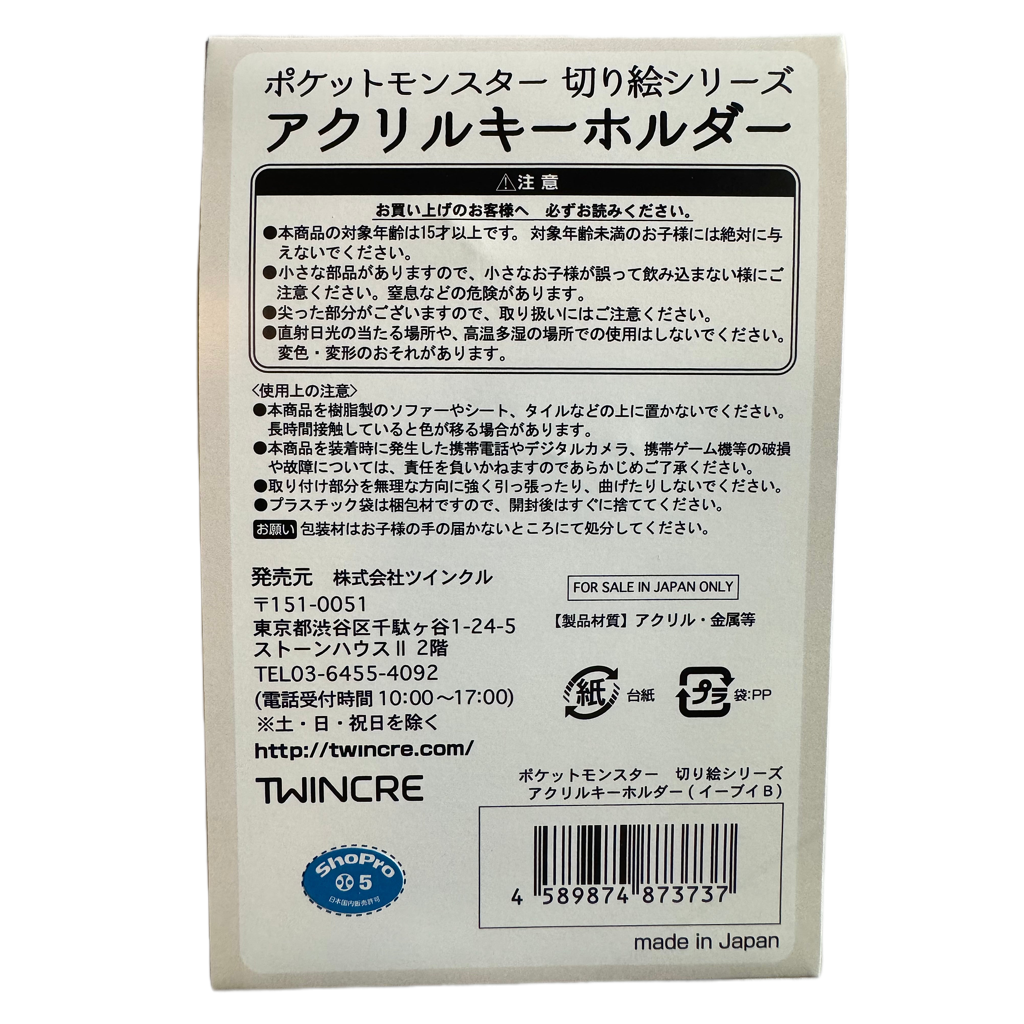 ポケットモンスター 切り絵シリーズ
アクリルキーホルダー
⚠注意
お買い上げのお客様へ 必ずお読みください。
●本商品の対象年齢は15才以上です。対象年齢未満のお子様には絶対に与
えないでください。
●小さな部品がありますので、小さなお子様が誤って飲み込まない様にご
注意ください。窒息などの危険があります。
●尖った部分がございますので、取り扱いにはご注意ください。
●直射日光の当たる場所や、高温多湿の場所での使用はしないでください。
変色・変形のおそれがあります。
〈使用上の注意〉
●本商品を樹脂製のソファーやシート、タイルなどの上に置かないでください。
長時間接触していると色が移る場合があります。
●本商品を装着時に発生した携帯電話やデジタルカメラ、携帯ゲーム機等の破損
や故障については、責任を負いかねますのであらかじめご了承ください。
●取り付け部分を無理な方向に強く引っ張ったり、曲げたりしないでください。
●プラスチック袋は梱包材ですので、開封後はすぐに捨ててください。
お願い 包装材はお子様の手の届かないところにて処分してください。
発売元 株式会社ツインクル
〒151-0051
東京都渋谷区千駄ヶ谷1-24-5
ストーンハウスⅡ 2階
TEL03-6455-4092
(電話受付時間 10:00～17:00)
※土・日・祝日を除く
http://twincre.com/
TWINCRE
FOR SALE IN JAPAN ONLY
【製品材質】アクリル・金属等
紙 台紙 プラ 袋:PP
ポケットモンスター 切り絵シリーズ
アクリルキーホルダー(イーブイB)
ShoPro
5
日本国内販売許可
4 589874 873737
made in Japan